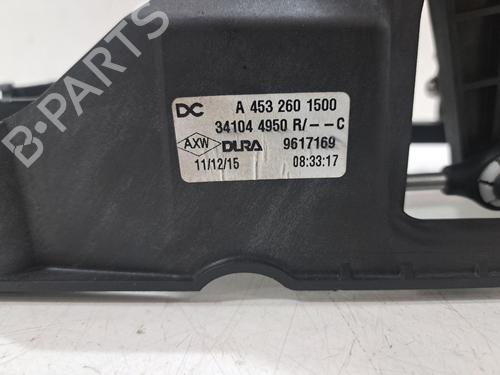 DC A 453 260 1500
34104 4950 R/--C
AXW DURA 9617169
11/12/15 08:33:17
B-PARTS